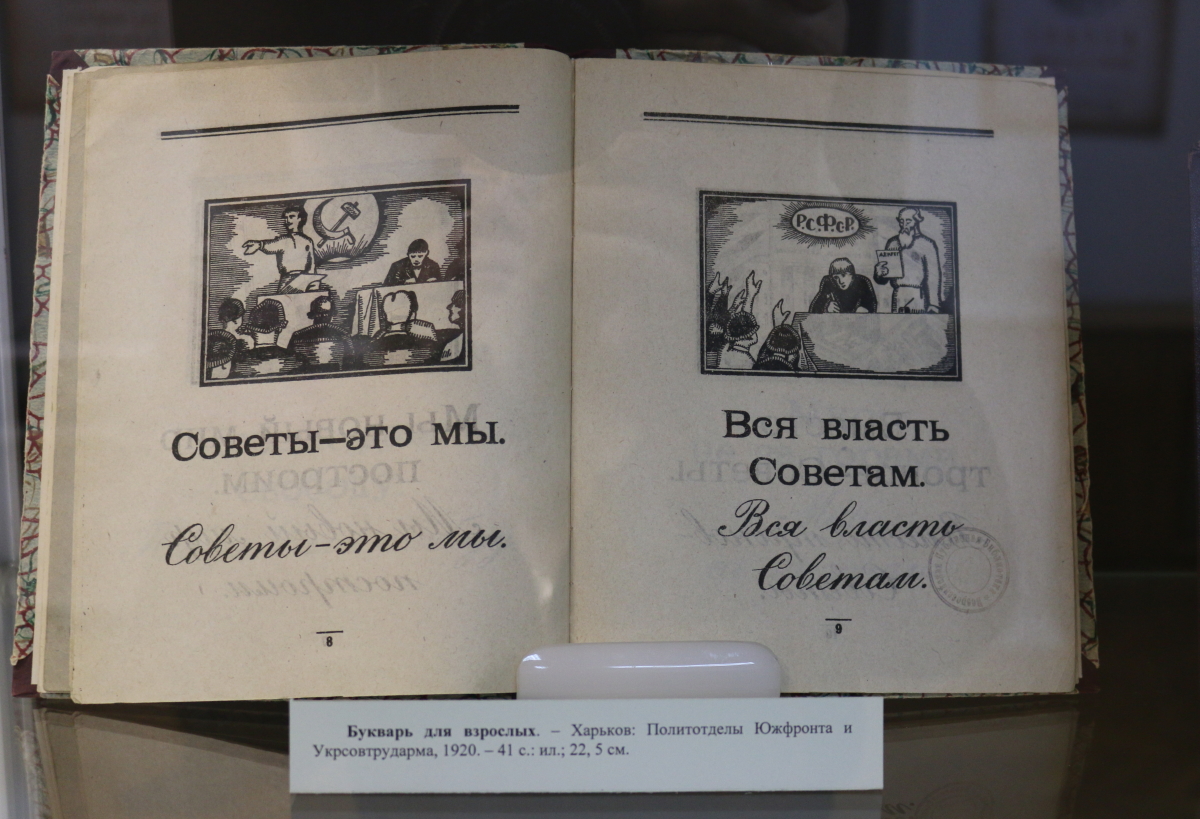 Советы—это мы.
Советы-это мы.
8
Р.С.Ф.С.Р.
Вся власть
Советам.
Вся власть
Советам.
9
Букварь для взрослых. – Харьков: Политотделы Южфронта и
Укрсовтрударма, 1920. – 41 с.: ил.; 22, 5 см.